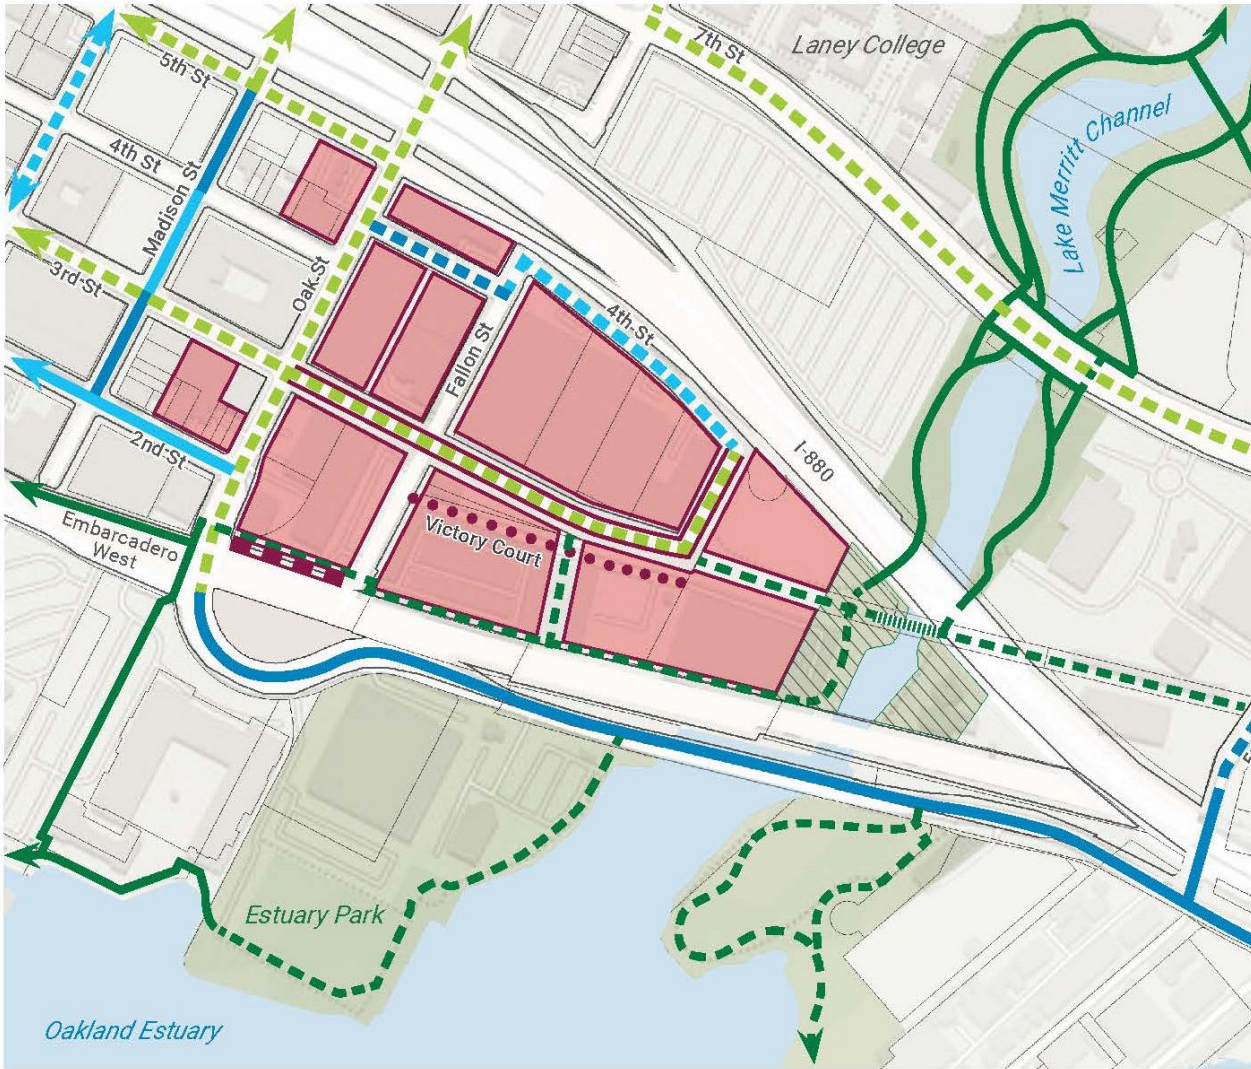 7th St
Laney College
5th St
4th St
Madison St
Lake Merritt Channel
3rd St
Oak St
4th St
Fallon St
I-880
2nd St
Embarcadero
West
Victory Court
Estuary Park
Oakland Estuary